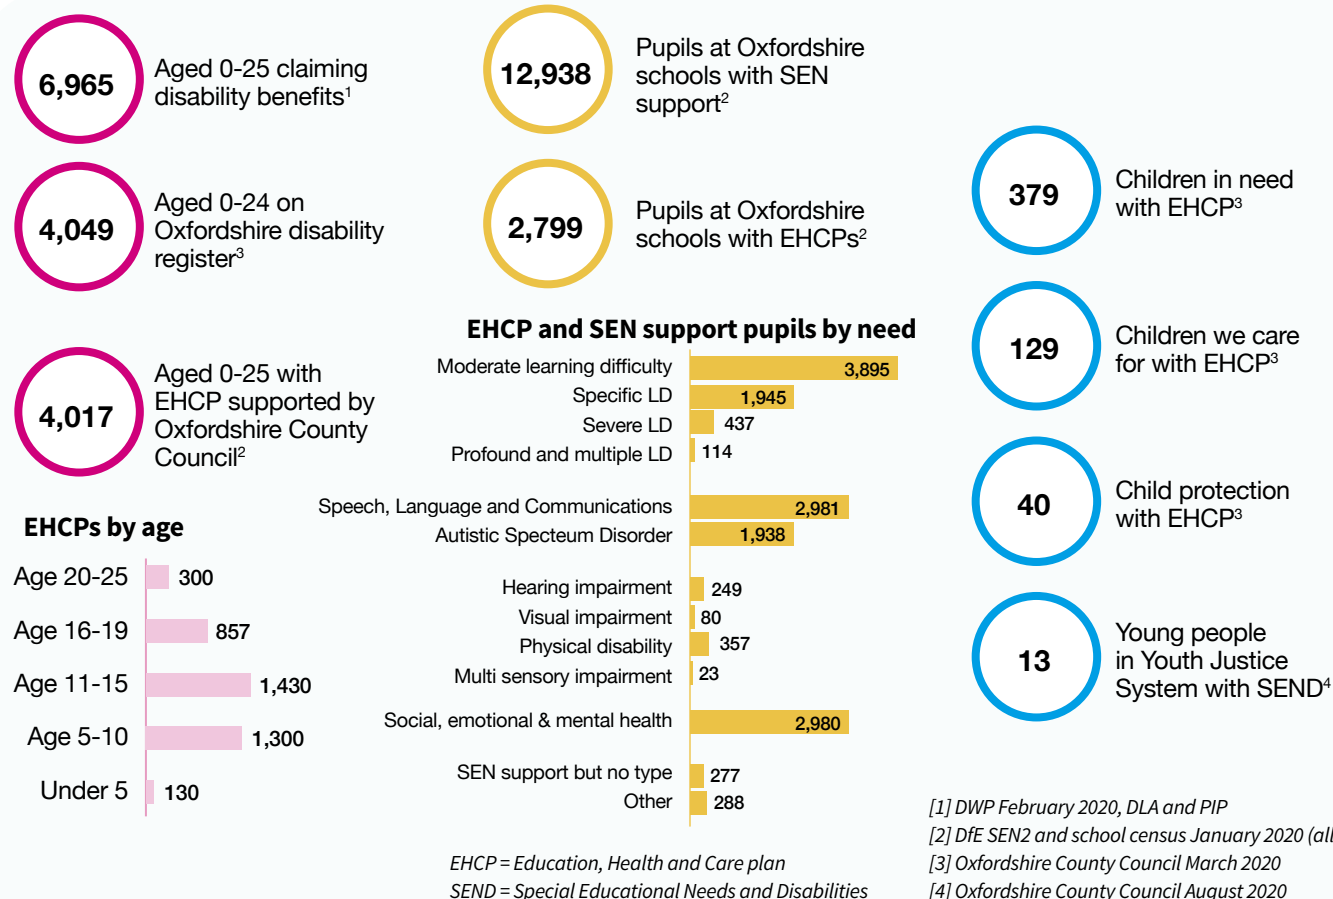 6,965
Aged 0-25 claiming
disability benefits¹
4,049
Aged 0-24 on
Oxfordshire disability
register³
4,017
Aged 0-25 with
EHCP supported by
Oxfordshire County
Council²
EHCPs by age
Age 20-25 300
Age 16-19 857
Age 11-15 1,430
Age 5-10 1,300
Under 5 130
12,938
Pupils at Oxfordshire
schools with SEN
support²
2,799
Pupils at Oxfordshire
schools with EHCPs²
EHCP and SEN support pupils by need
Moderate learning difficulty 3,895
Specific LD 1,945
Severe LD 437
Profound and multiple LD 114
Speech, Language and Communications 2,981
Autistic Specteum Disorder 1,938
Hearing impairment 249
Visual impairment 80
Physical disability 357
Multi sensory impairment 23
Social, emotional & mental health 2,980
SEN support but no type 277
Other 288
EHCP = Education, Health and Care plan
SEND = Special Educational Needs and Disabilities
379
Children in need
with EHCP³
129
Children we care
for with EHCP³
40
Child protection
with EHCP³
13
Young people
in Youth Justice
System with SEND⁴
[1] DWP February 2020, DLA and PIP
[2] DfE SEN2 and school census January 2020 (all
[3] Oxfordshire County Council March 2020
[4] Oxfordshire County Council August 2020